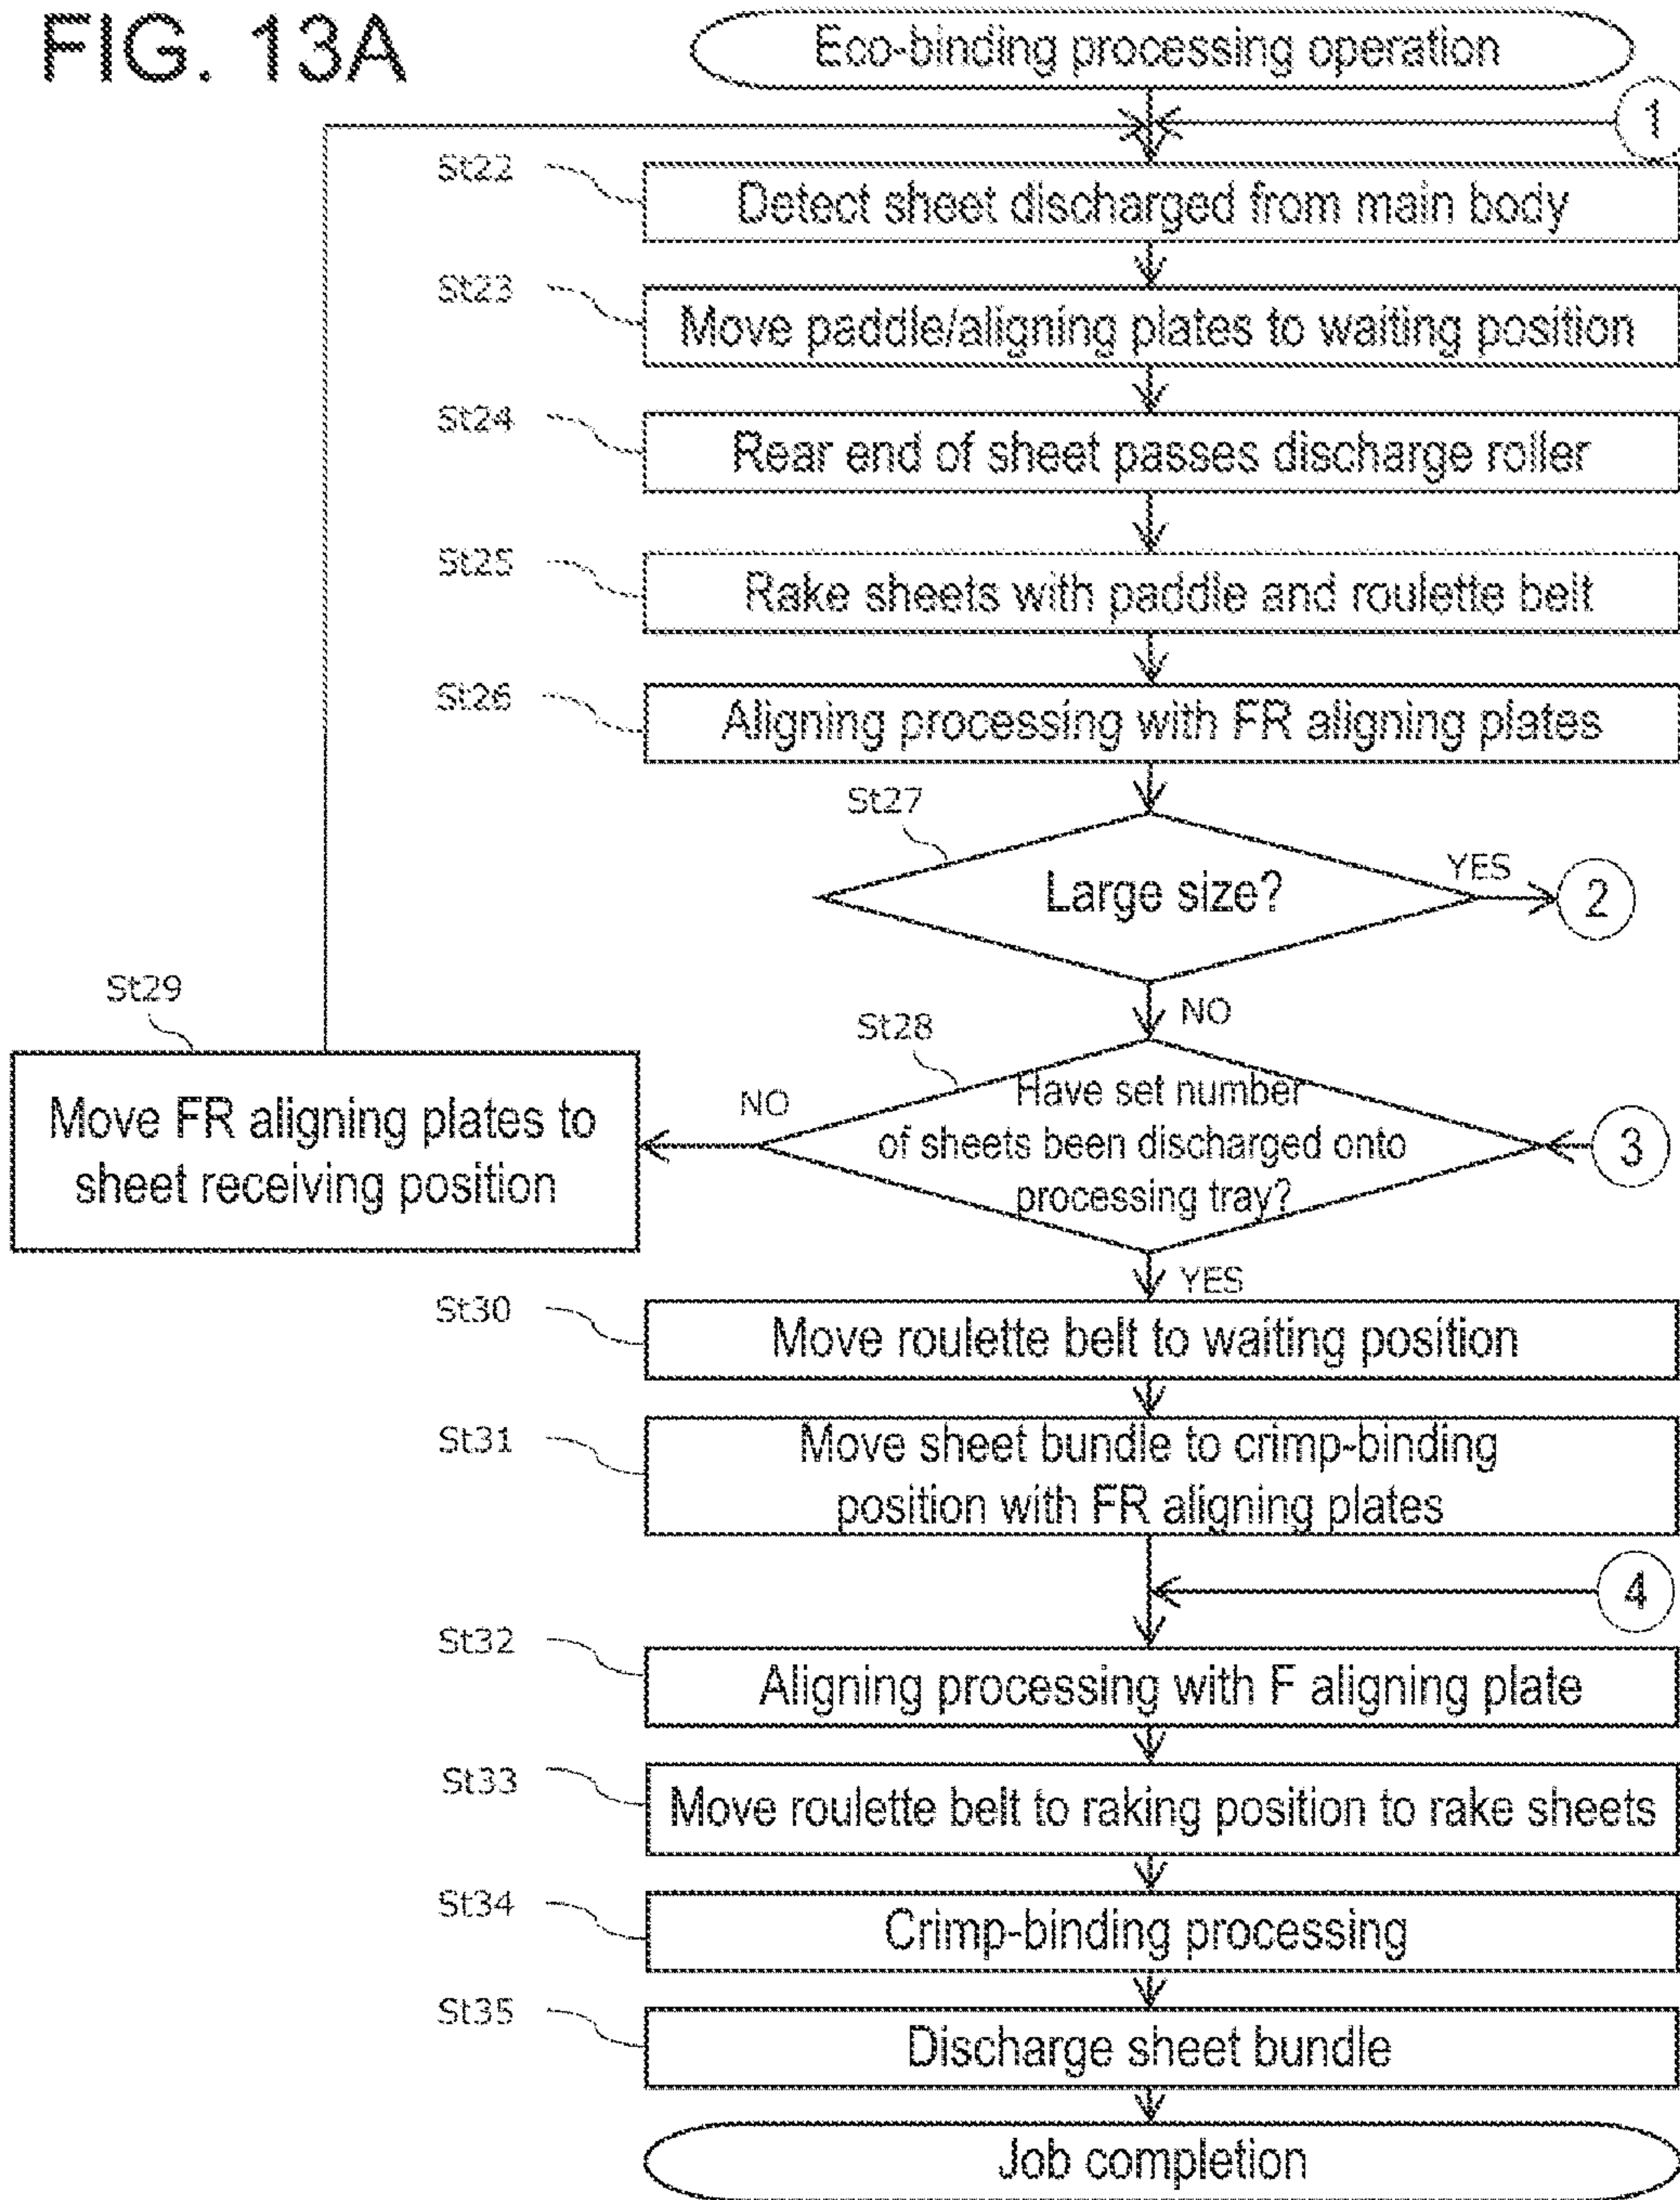 FIG. 13A
Eco-binding processing operation
1
St22
Detect sheet discharged from main body
St23
Move paddle/aligning plates to waiting position
St24
Rear end of sheet passes discharge roller
St25
Rake sheets with paddle and roulette belt
St26
Aligning processing with FR aligning plates
St27
Large size?
YES
2
NO
St29
Move FR aligning plates to
sheet receiving position
St28
NO
Have set number
of sheets been discharged onto
processing tray?
3
YES
St30
Move roulette belt to waiting position
St31
Move sheet bundle to crimp-binding
position with FR aligning plates
4
St32
Aligning processing with F aligning plate
St33
Move roulette belt to raking position to rake sheets
St34
Crimp-binding processing
St35
Discharge sheet bundle
Job completion